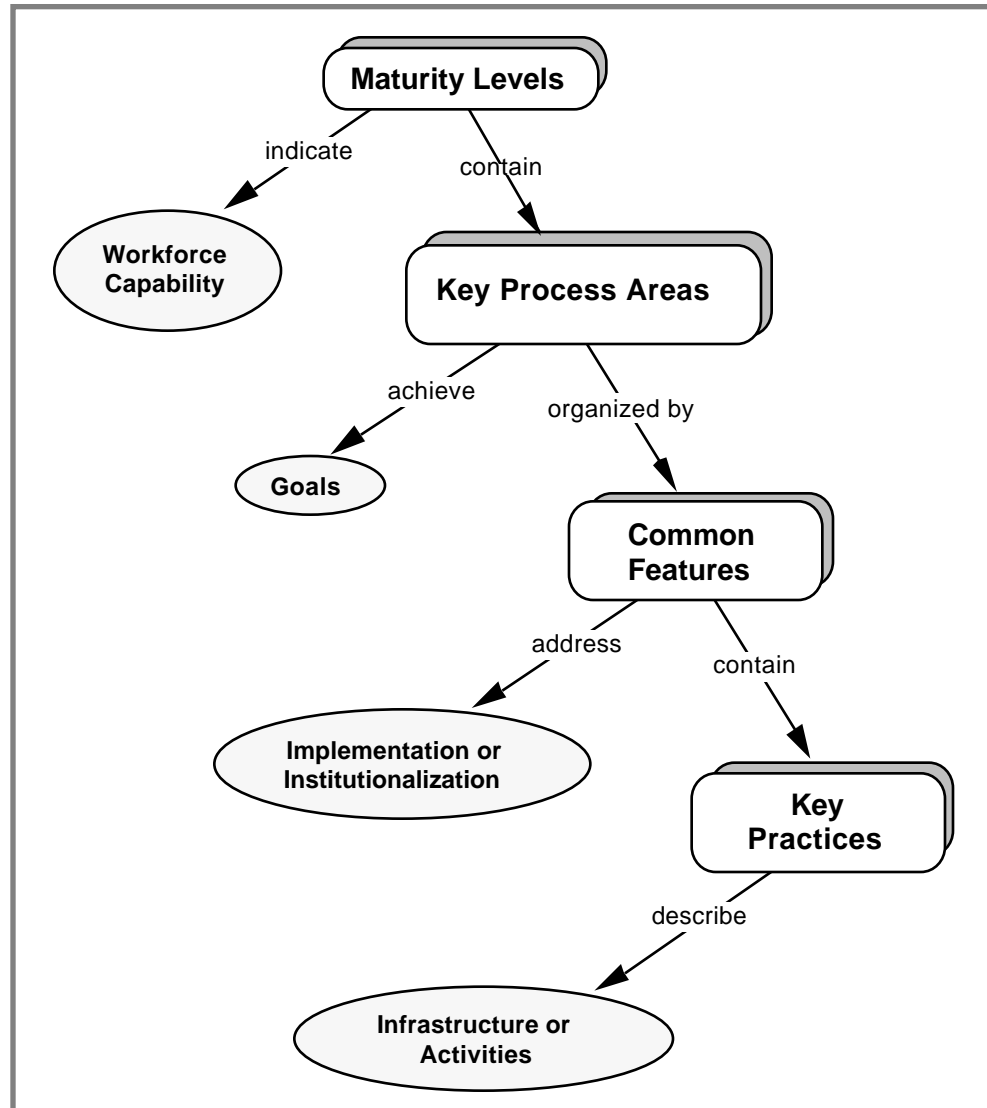 Maturity Levels
indicate
contain
Workforce
Capability
Key Process Areas
achieve
organized by
Goals
Common
Features
address
contain
Implementation or
Institutionalization
Key
Practices
describe
Infrastructure or
Activities